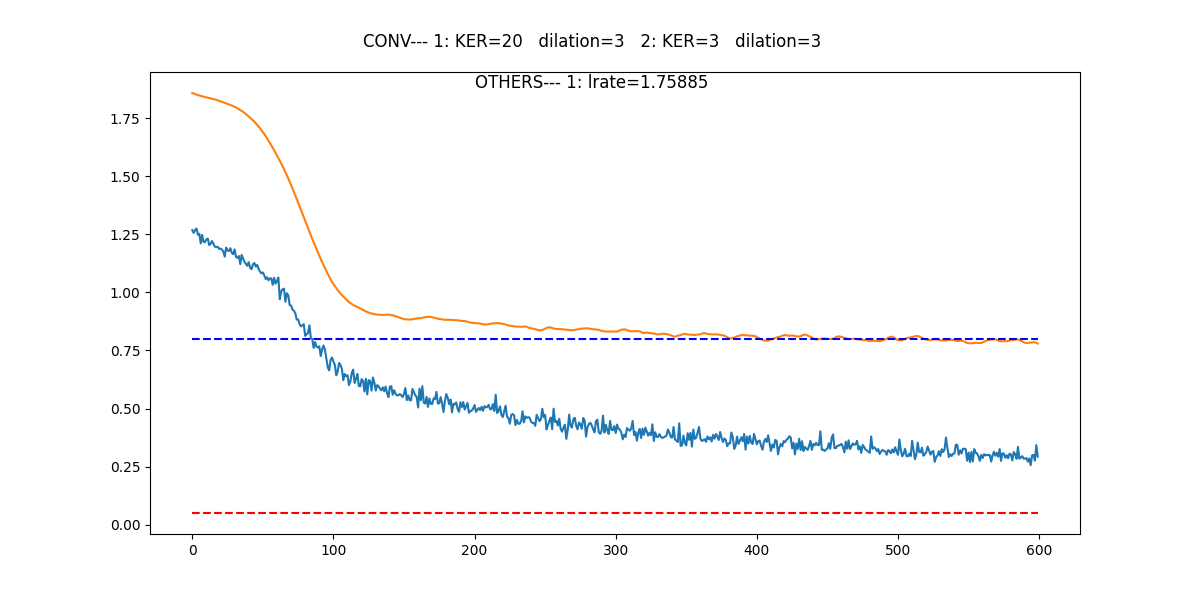 CONV--- 1: KER=20   dilation=3   2: KER=3   dilation=3
OTHERS--- 1: lrate=1.75885
1.75
1.50
1.25
1.00
0.75
0.50
0.25
0.00
0 100 200 300 400 500 600